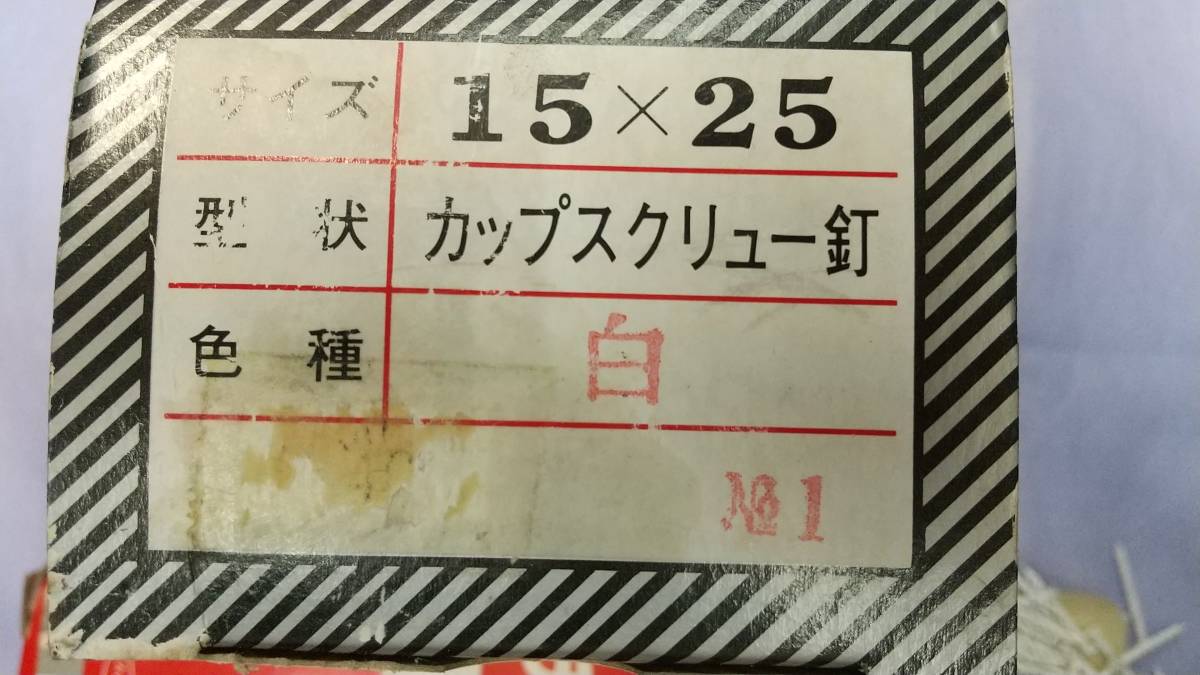 サイズ 15×25
型状 カップスクリュー釘
色種 白
№1